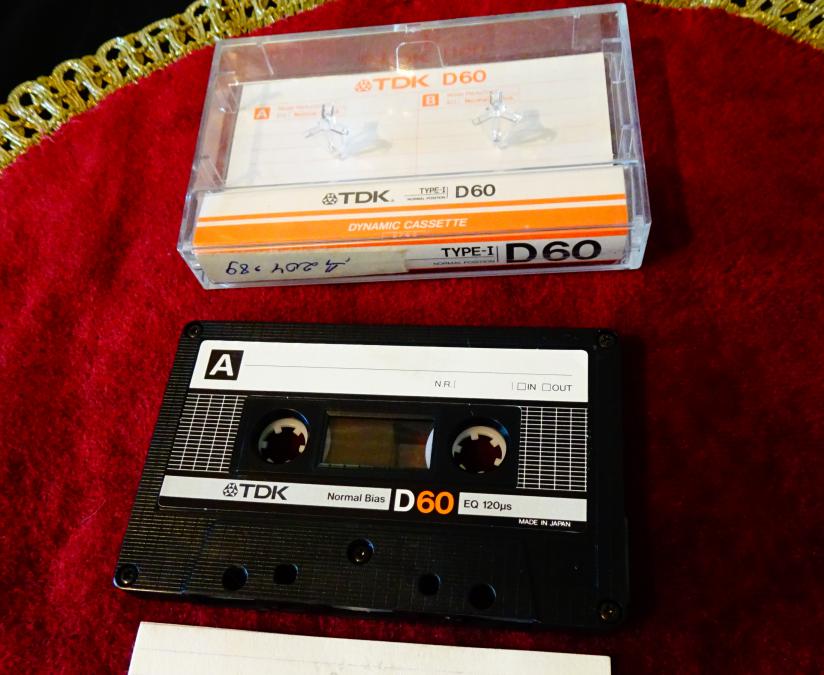 TDK D60
A
B
TDK. TYPE-I NORMAL POSITION D60
DYNAMIC CASSETTE
TYPE-I NORMAL POSITION D60
A
N.R. IN OUT
TDK Normal Bias D60 EQ 120μs
MADE IN JAPAN